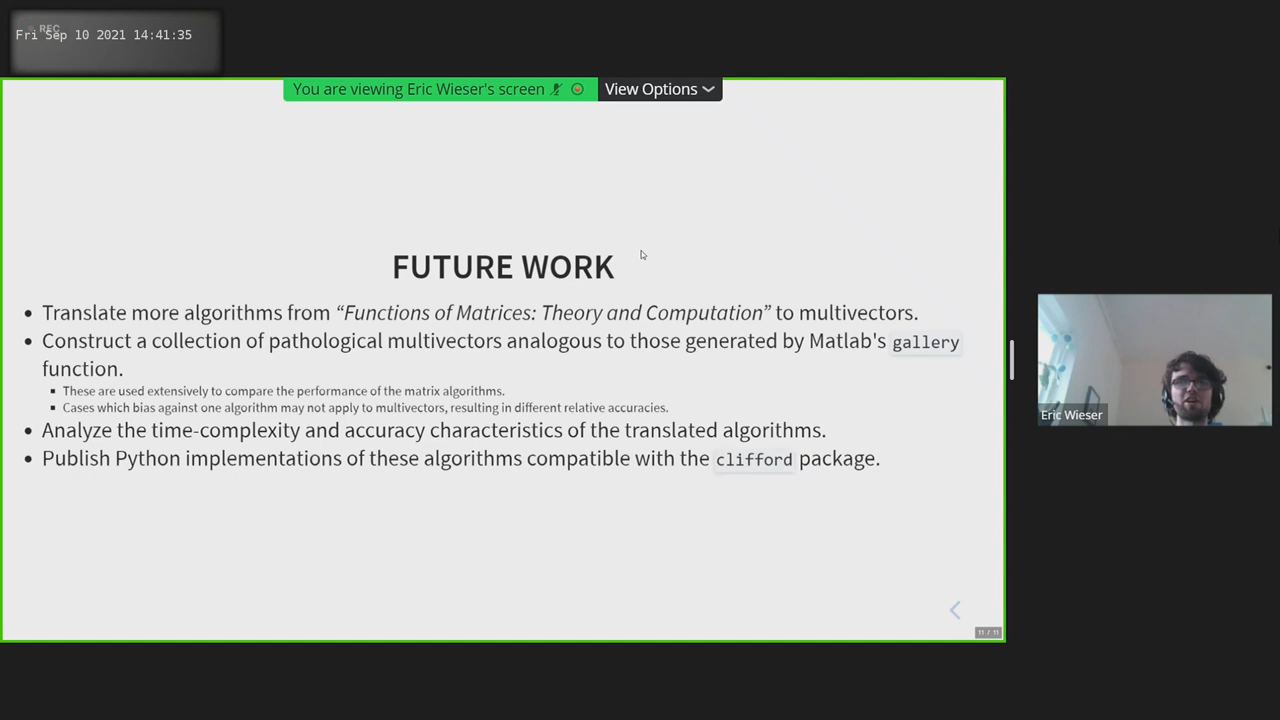 REC
Fri Sep 10 2021 14:41:35
You are viewing Eric Wieser's screen
View Options
FUTURE WORK
Translate more algorithms from “Functions of Matrices: Theory and Computation” to multivectors.
Construct a collection of pathological multivectors analogous to those generated by Matlab's gallery
function.
These are used extensively to compare the performance of the matrix algorithms.
Cases which bias against one algorithm may not apply to multivectors, resulting in different relative accuracies.
Analyze the time-complexity and accuracy characteristics of the translated algorithms.
Publish Python implementations of these algorithms compatible with the clifford package.
Eric Wieser
11 / 11